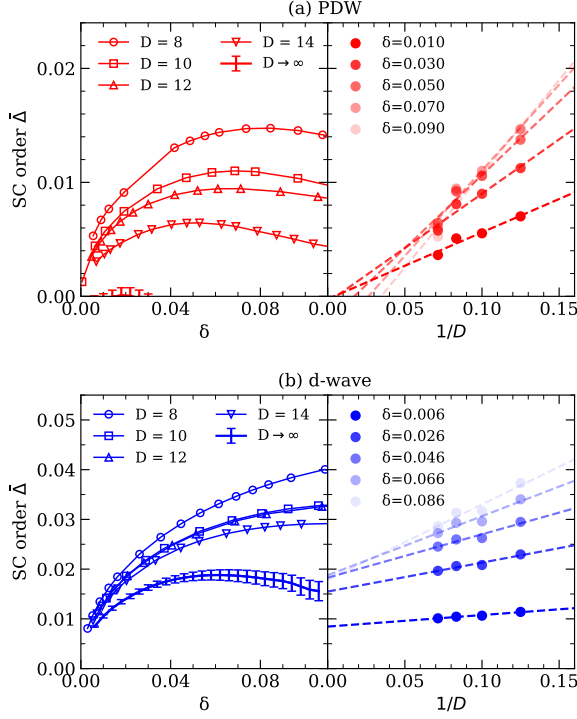 (a) PDW
SC order Δ̄
0.02
0.01
0.00
D = 8
D = 10
D = 12
D = 14
D→∞
0.00 0.04 0.08 0.0
δ
δ=0.010
δ=0.030
δ=0.050
δ=0.070
δ=0.090
0.05 0.10 0.15
1/D
(b) d-wave
SC order Δ̄
0.05
0.04
0.03
0.02
0.01
0.00
D = 8
D = 10
D = 12
D = 14
D→∞
0.00 0.04 0.08 0.0
δ
δ=0.006
δ=0.026
δ=0.046
δ=0.066
δ=0.086
0.05 0.10 0.15
1/D